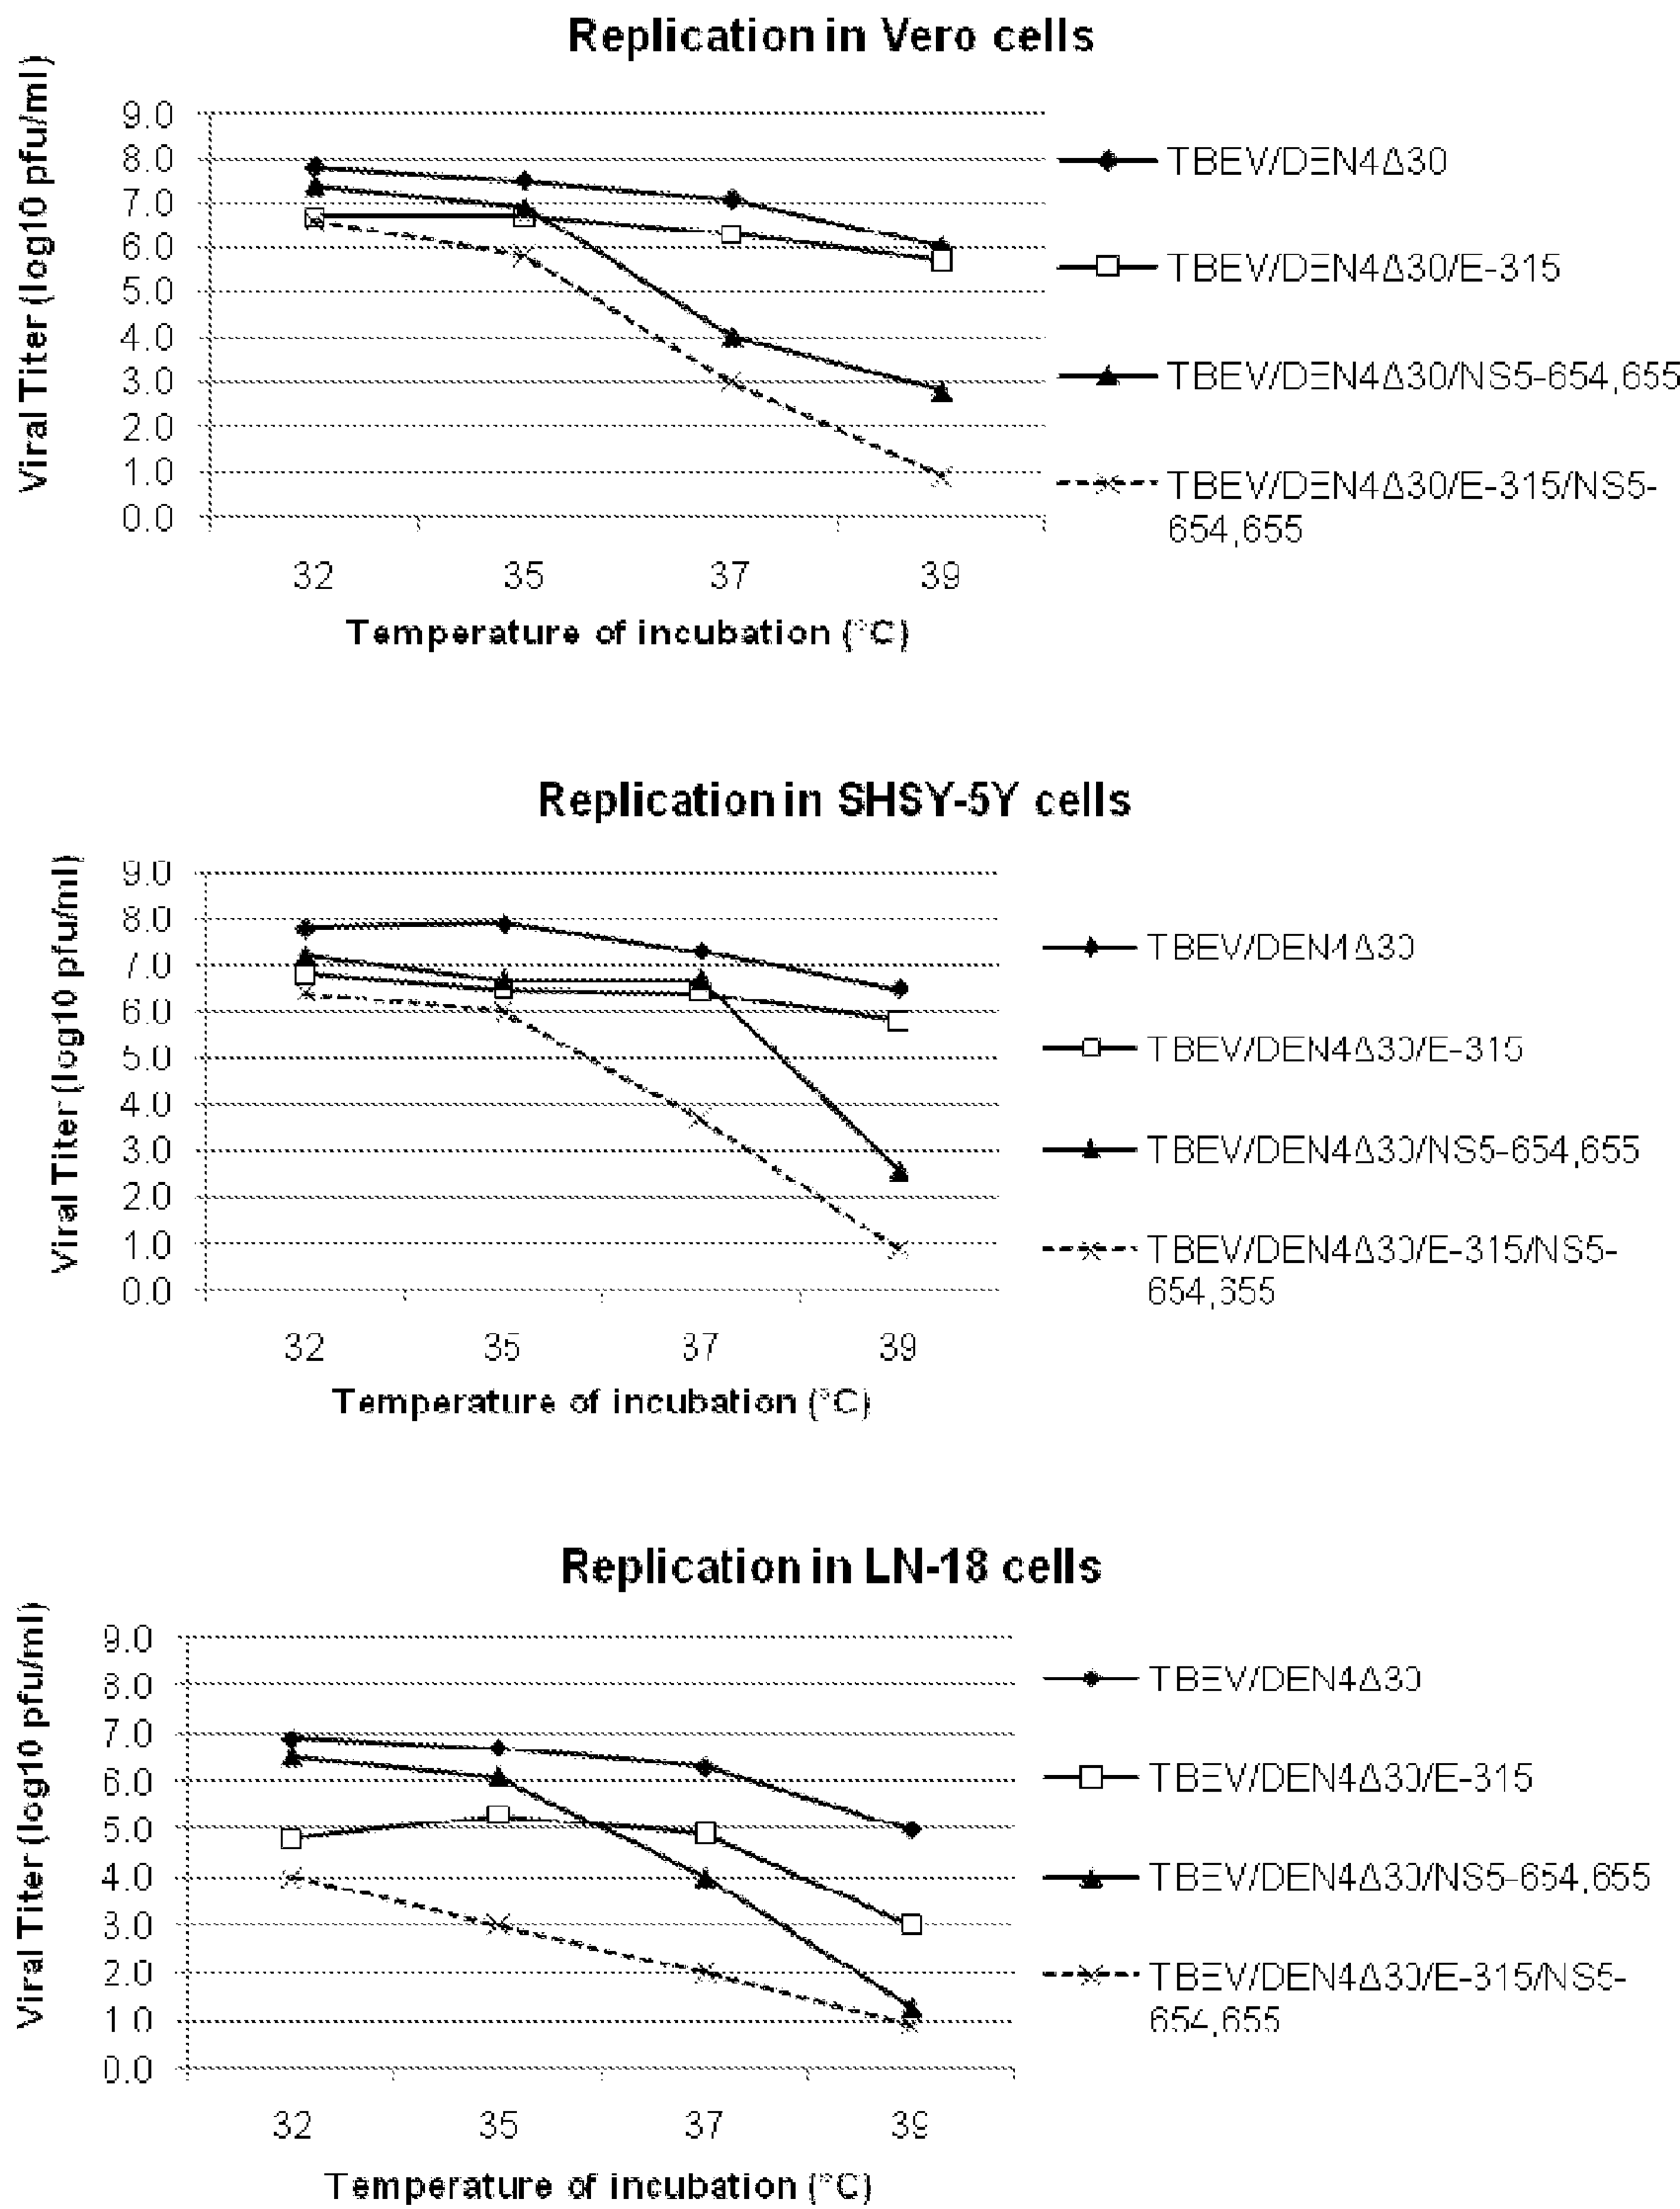 Replication in Vero cells
Viral Titer (log10 pfu/ml)
9.0
8.0
7.0
6.0
5.0
4.0
3.0
2.0
1.0
0.0
32 35 37 39
Temperature of incubation (°C)
TBEV/DEN4Δ30
TBEV/DEN4Δ30/E-315
TBEV/DEN4Δ30/NS5-654,655
TBEV/DEN4Δ30/E-315/NS5-
654,655
Replication in SHSY-5Y cells
Viral Titer (log10 pfu/ml)
9.0
8.0
7.0
6.0
5.0
4.0
3.0
2.0
1.0
0.0
32 35 37 39
Temperature of incubation (°C)
TBEV/DEN4Δ30
TBEV/DEN4Δ30/E-315
TBEV/DEN4Δ30/NS5-654,655
TBEV/DEN4Δ30/E-315/NS5-
654,655
Replication in LN-18 cells
Viral Titer (log10 pfu/ml)
9.0
8.0
7.0
6.0
5.0
4.0
3.0
2.0
1.0
0.0
32 35 37 39
Temperature of incubation (°C)
TBEV/DEN4Δ30
TBEV/DEN4Δ30/E-315
TBEV/DEN4Δ30/NS5-654,655
TBEV/DEN4Δ30/E-315/NS5-
654,655